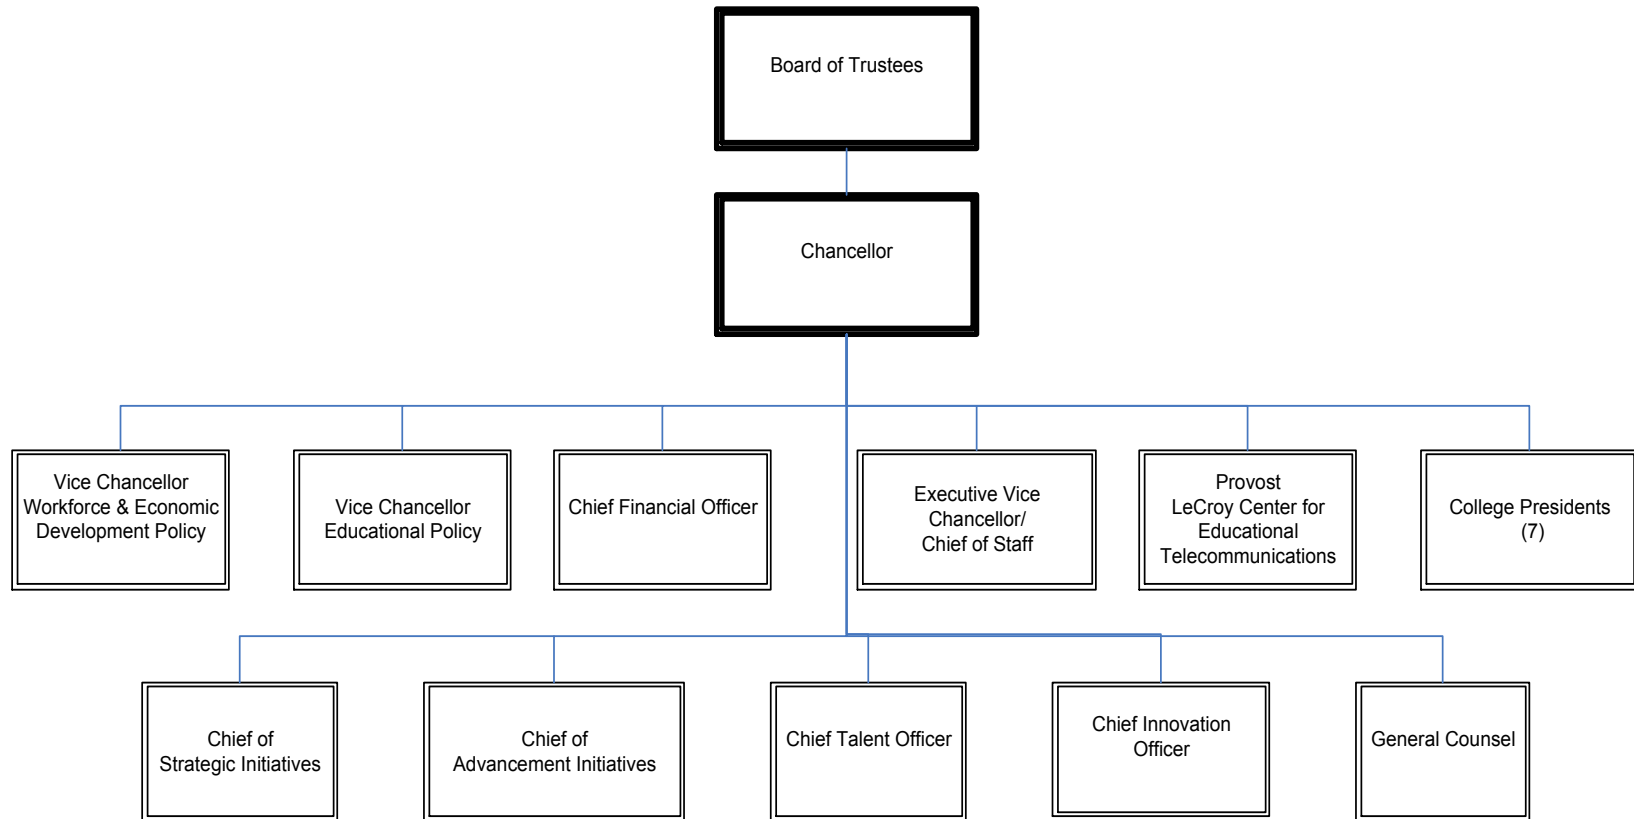 Board of Trustees
Chancellor
Vice Chancellor
Workforce & Economic
Development Policy
Vice Chancellor
Educational Policy
Chief Financial Officer
Executive Vice
Chancellor/
Chief of Staff
Provost
LeCroy Center for
Educational
Telecommunications
College Presidents
(7)
Chief of
Strategic Initiatives
Chief of
Advancement Initiatives
Chief Talent Officer
Chief Innovation
Officer
General Counsel